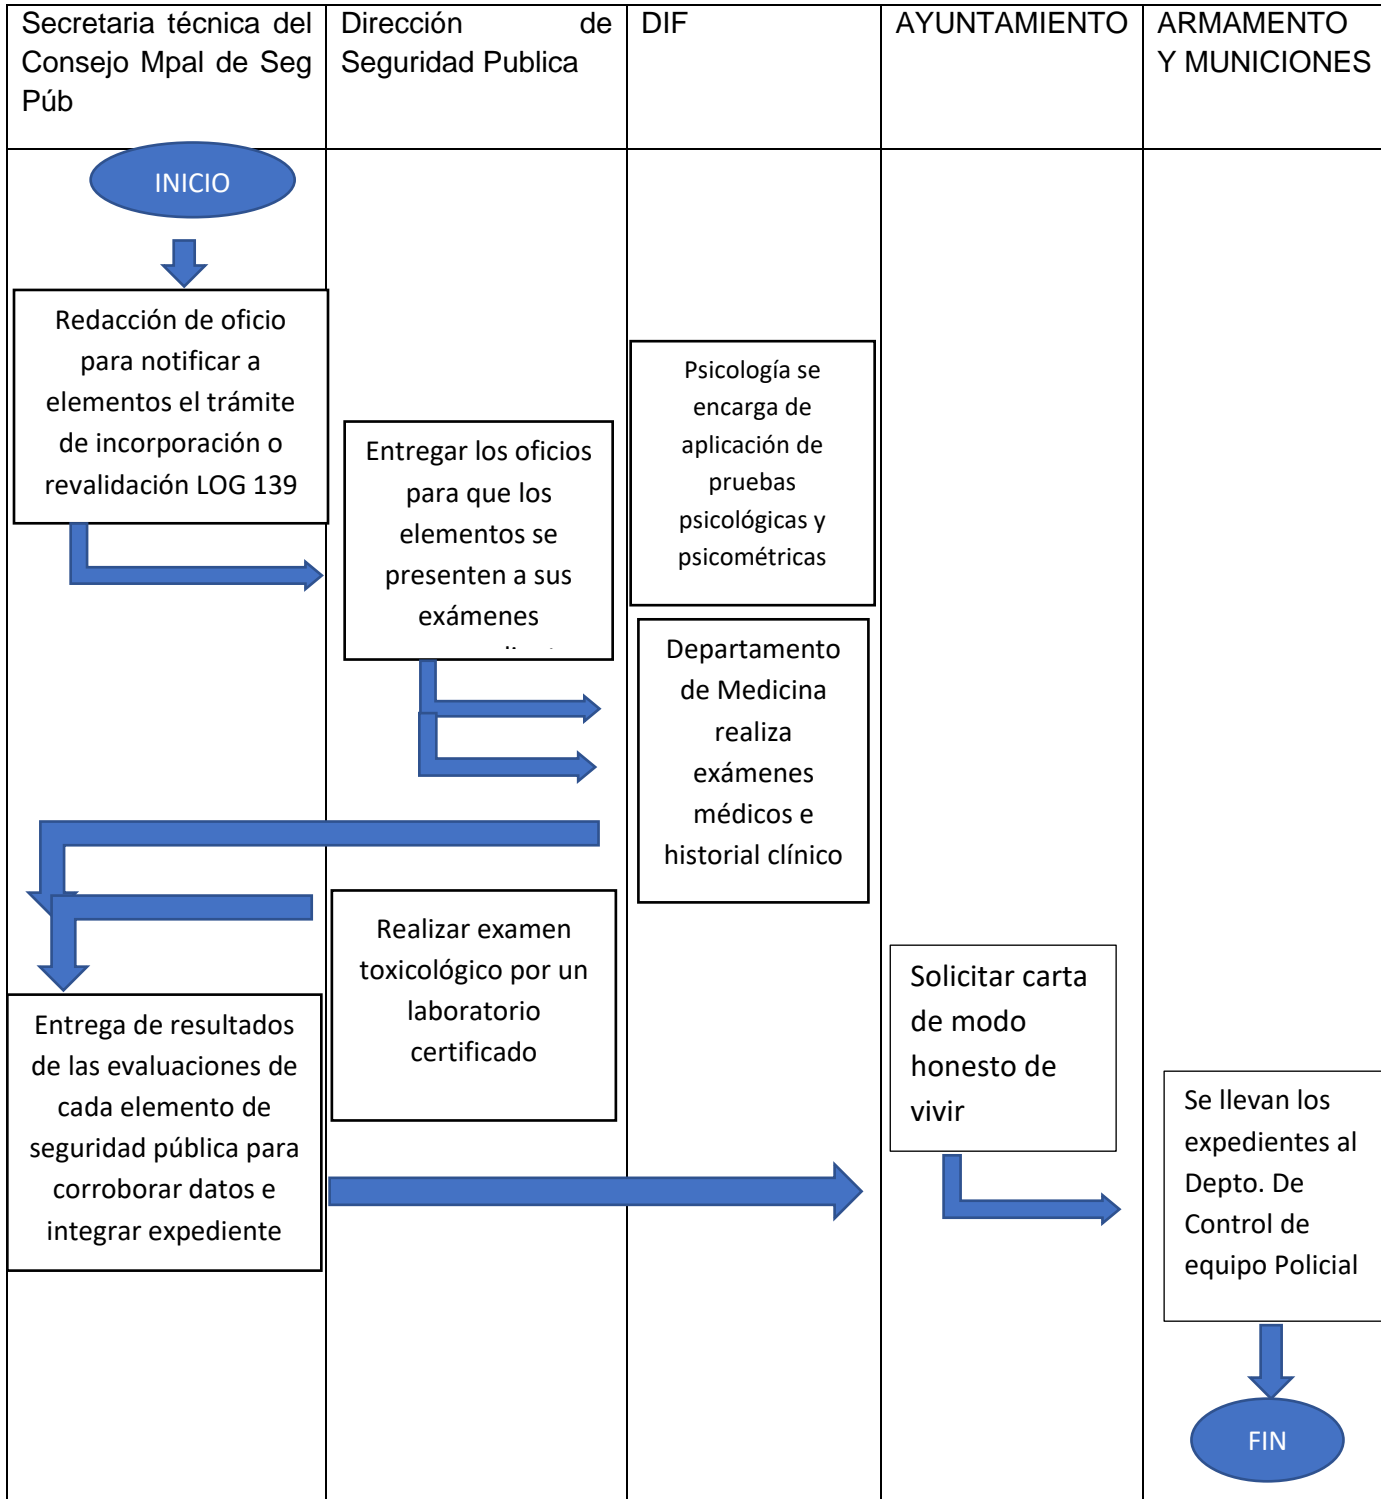 Secretaria técnica del
Consejo Mpal de Seg
Púb
Dirección de
Seguridad Publica
DIF
AYUNTAMIENTO
ARMAMENTO
Y MUNICIONES
INICIO
Redacción de oficio
para notificar a
elementos el trámite
de incorporación o
revalidación LOG 139
Entregar los oficios
para que los
elementos se
presenten a sus
exámenes
Psicología se
encarga de
aplicación de
pruebas
psicológicas y
psicométricas
Departamento
de Medicina
realiza
exámenes
médicos e
historial clínico
Realizar examen
toxicológico por un
laboratorio
certificado
Entrega de resultados
de las evaluaciones de
cada elemento de
seguridad pública para
corroborar datos e
integrar expediente
Solicitar carta
de modo
honesto de
vivir
Se llevan los
expedientes al
Depto. De
Control de
equipo Policial
FIN